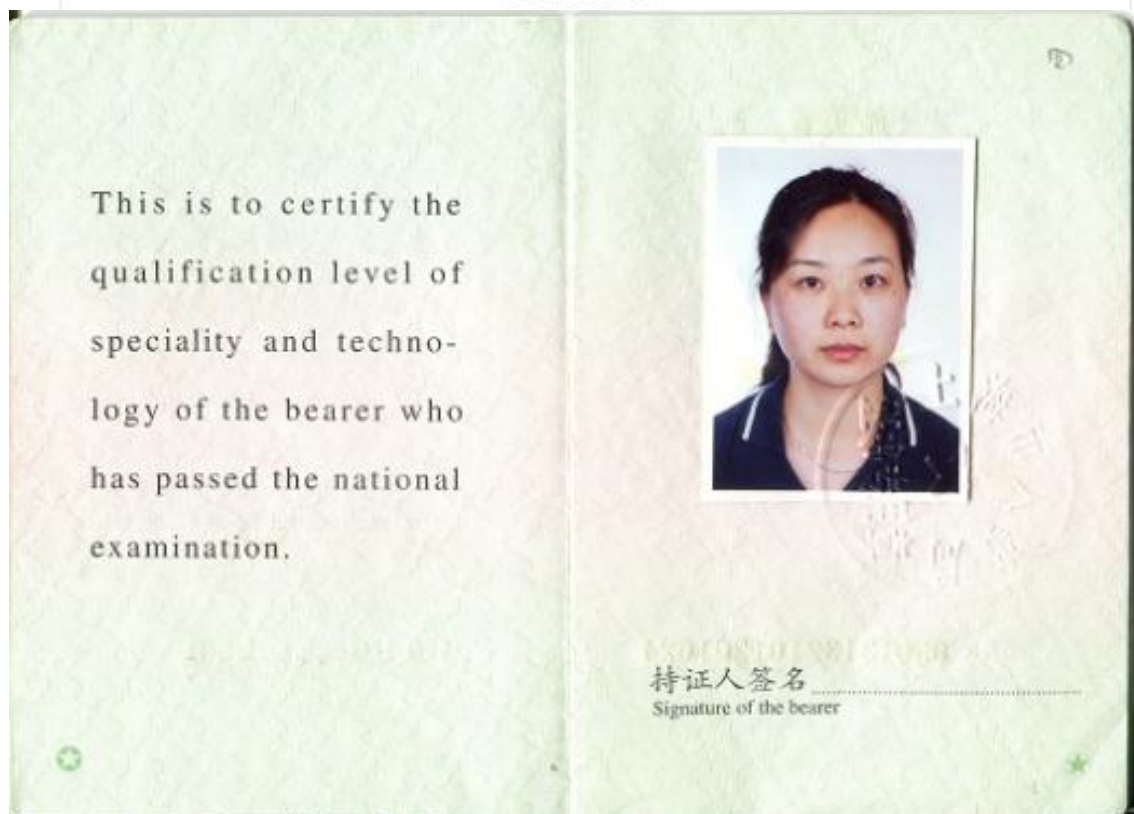 This is to certify the
qualification level of
speciality and techno-
logy of the bearer who
has passed the national
examination.
持证人签名
Signature of the bearer